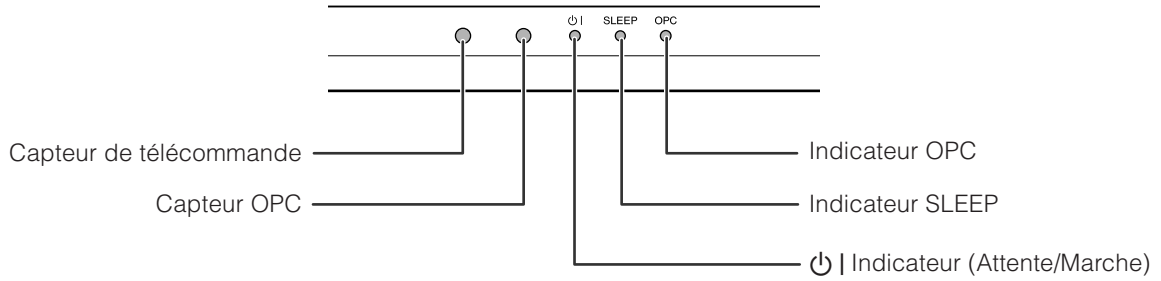 ⏻ | SLEEP OPC
Capteur de télécommande
Indicateur OPC
Capteur OPC
Indicateur SLEEP
⏻ | Indicateur (Attente/Marche)